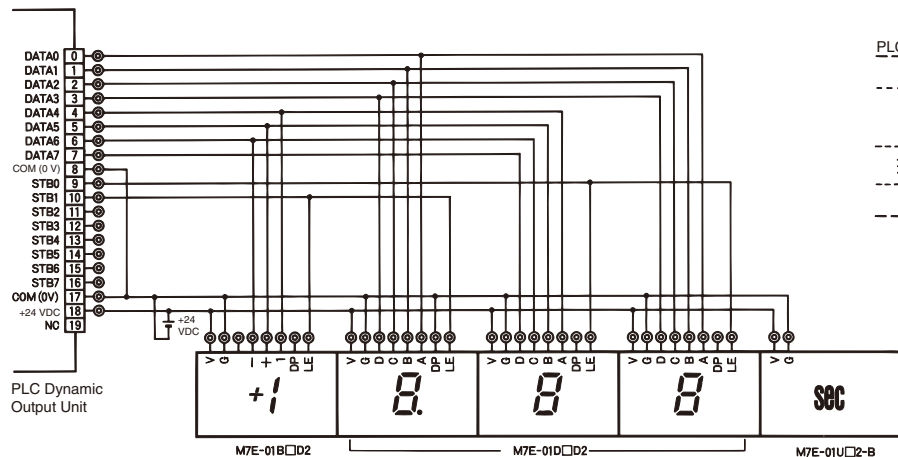 PLC
DATA0 0
DATA1 1
DATA2 2
DATA3 3
DATA4 4
DATA5 5
DATA6 6
DATA7 7
COM (0 V) 8
STB0 9
STB1 10
STB2 11
STB3 12
STB4 13
STB5 14
STB6 15
STB7 16
COM (0V) 17
+24 VDC 18
NC 19
+24
VDC
PLC Dynamic
Output Unit
V G − + 1 DP LE
V G D C B A DP LE
V G D C B A DP LE
V G D C B A DP LE
V G
+1
8.
8
8
sec
M7E-01B□D2
M7E-01D□D2
M7E-01U□2-B